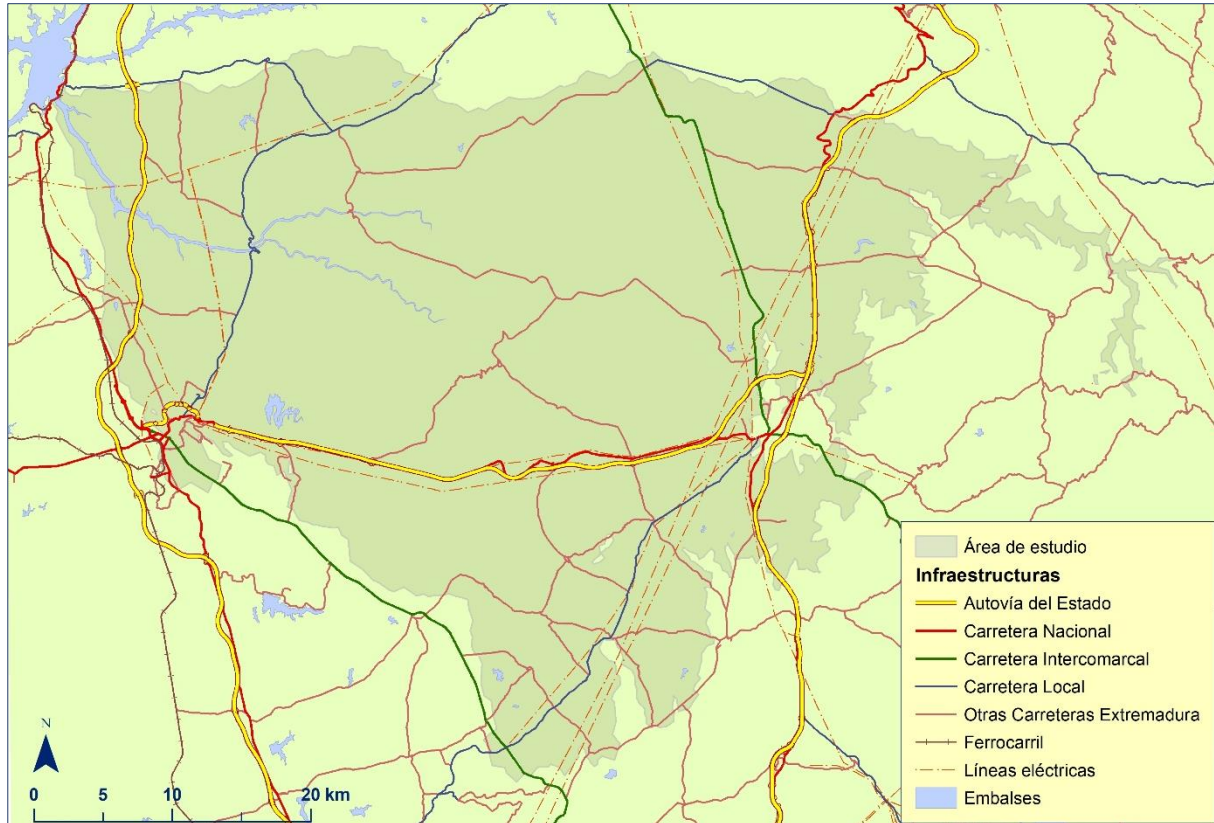 Área de estudio
Infraestructuras
Autovía del Estado
Carretera Nacional
Carretera Intercomarcal
Carretera Local
Otras Carreteras Extremadura
Ferrocarril
Líneas eléctricas
Embalses
N
0 5 10 20 km